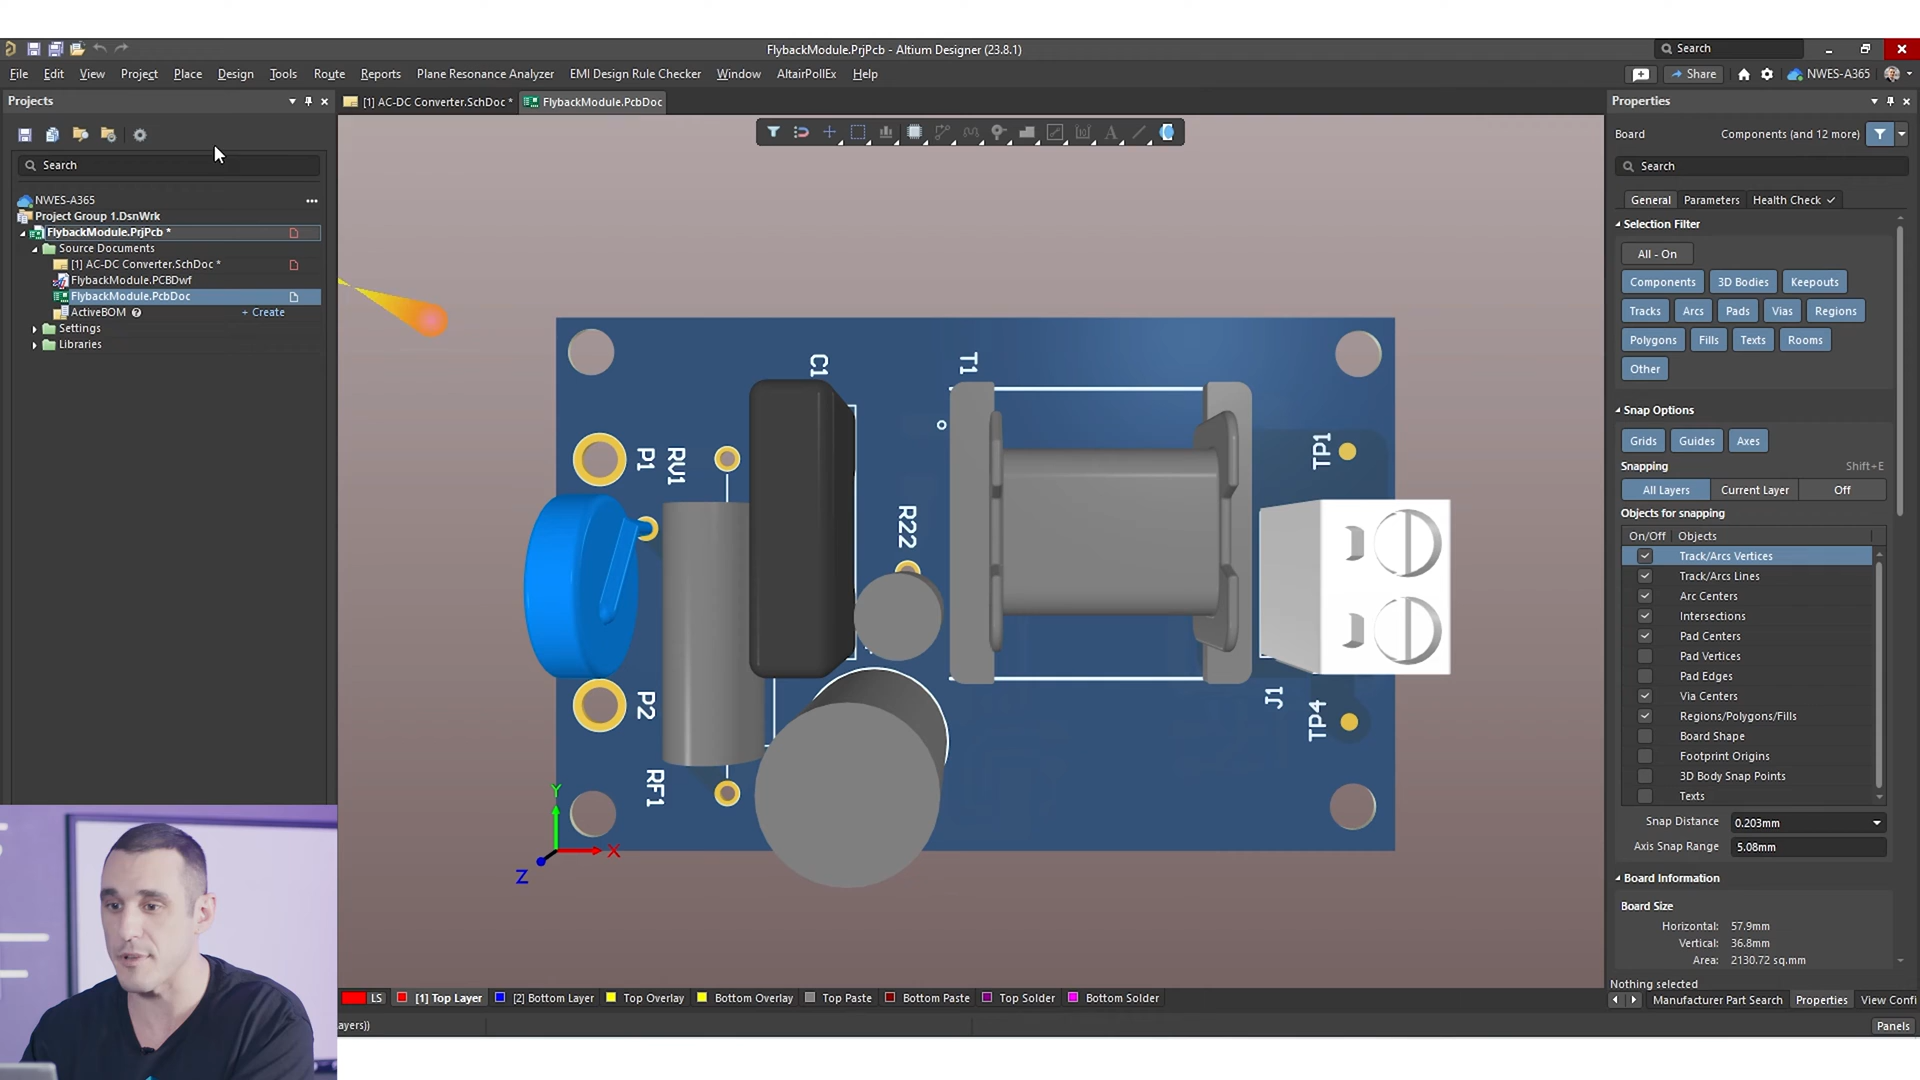 FlybackModule.PrjPcb - Altium Designer (23.8.1)
Search
File Edit View Project Place Design Tools Route Reports Plane Resonance Analyzer EMI Design Rule Checker Window AltairPollEx Help
Share
NWES-A365
Projects
[1] AC-DC Converter.SchDoc *
FlybackModule.PcbDoc
Search
NWES-A365
Project Group 1.DsnWrk
FlybackModule.PrjPcb *
Source Documents
[1] AC-DC Converter.SchDoc *
FlybackModule.PCBDwf
FlybackModule.PcbDoc
ActiveBOM
+ Create
Settings
Libraries
C1
T1
P1
RV1
R22
TP1
P2
RF1
J1
TP4
Y
X
Z
LS
[1] Top Layer
[2] Bottom Layer
Top Overlay
Bottom Overlay
Top Paste
Bottom Paste
Top Solder
Bottom Solder
ayers))
Properties
Board
Components (and 12 more)
Search
General
Parameters
Health Check
Selection Filter
All - On
Components 3D Bodies Keepouts
Tracks Arcs Pads Vias Regions
Polygons Fills Texts Rooms
Other
Snap Options
Grids Guides Axes
Snapping Shift+E
All Layers Current Layer Off
Objects for snapping
On/Off Objects
Track/Arcs Vertices
Track/Arcs Lines
Arc Centers
Intersections
Pad Centers
Pad Vertices
Pad Edges
Via Centers
Regions/Polygons/Fills
Board Shape
Footprint Origins
3D Body Snap Points
Texts
Snap Distance 0.203mm
Axis Snap Range 5.08mm
Board Information
Board Size
Horizontal: 57.9mm
Vertical: 36.8mm
Area: 2130.72 sq.mm
Nothing selected
Manufacturer Part Search Properties View Confi
Panels